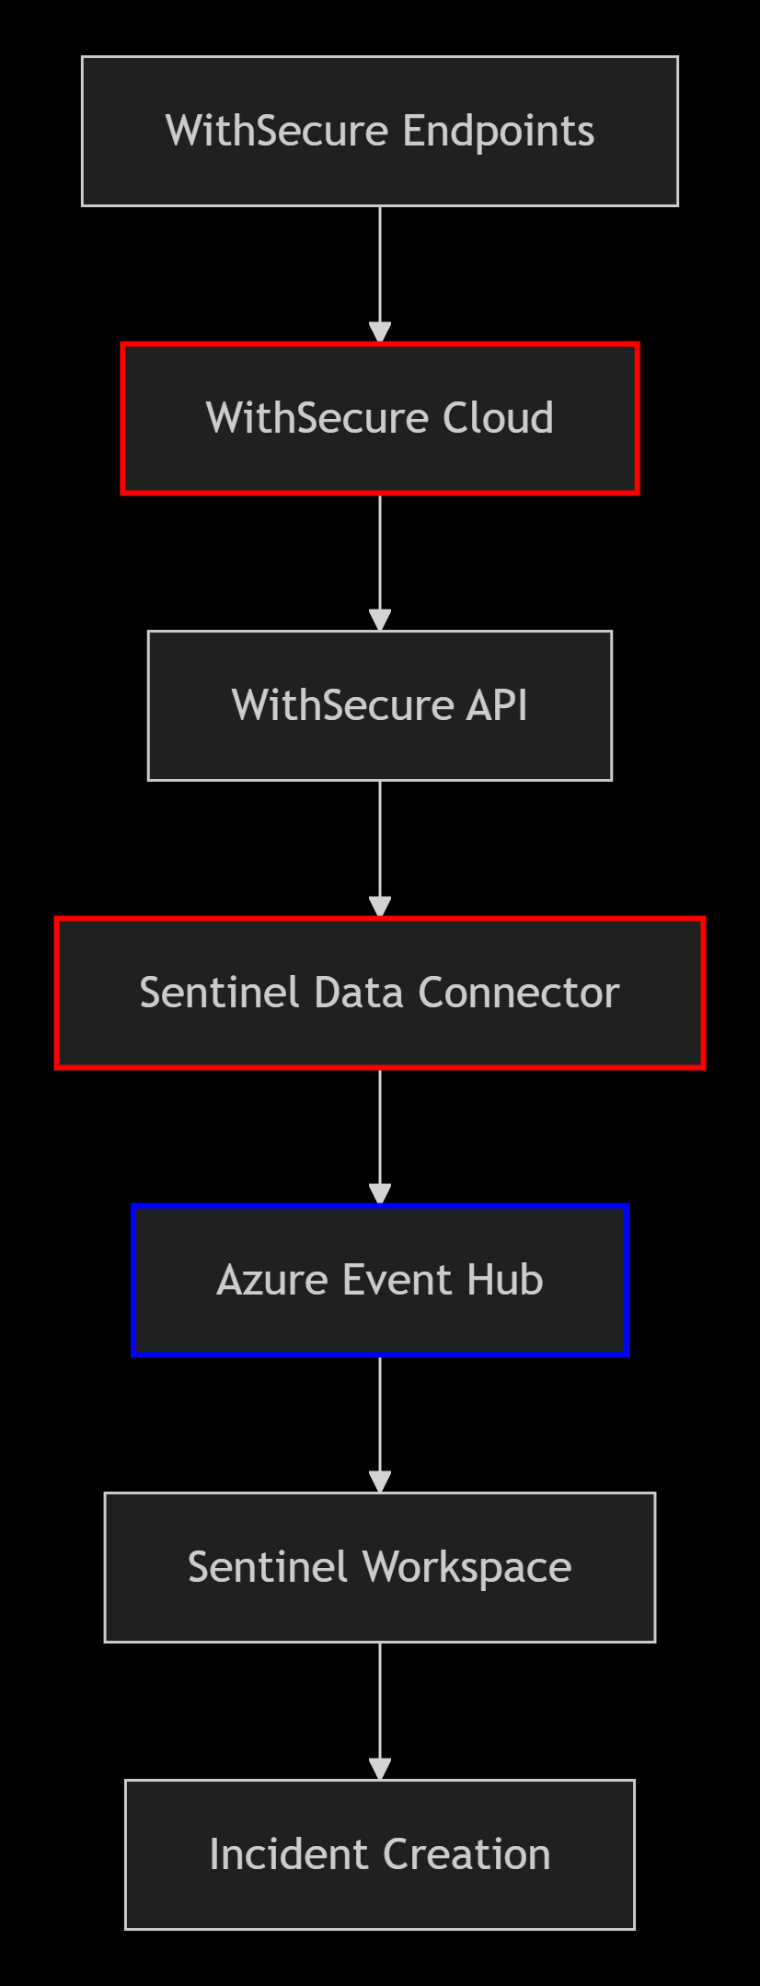 WithSecure Endpoints
WithSecure Cloud
WithSecure API
Sentinel Data Connector
Azure Event Hub
Sentinel Workspace
Incident Creation